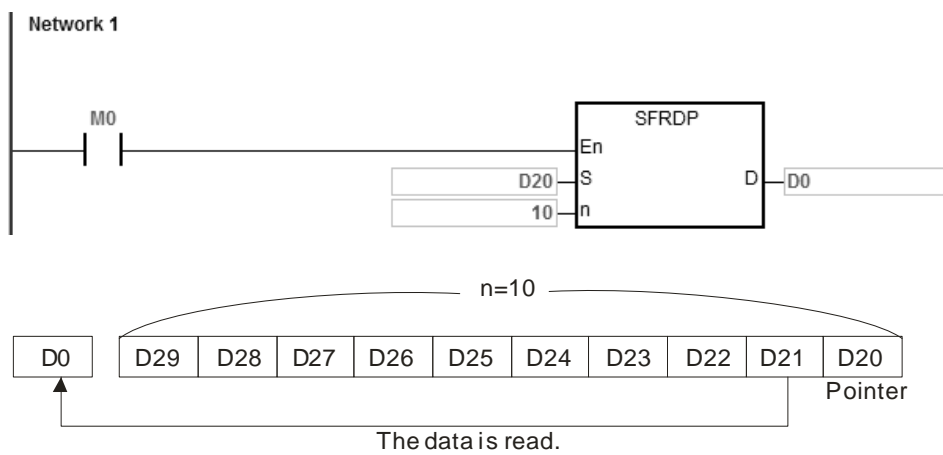 Network 1
M0
SFRDP
En
D20 S D D0
10 n
n=10
D0 D29 D28 D27 D26 D25 D24 D23 D22 D21 D20
Pointer
The data is read.